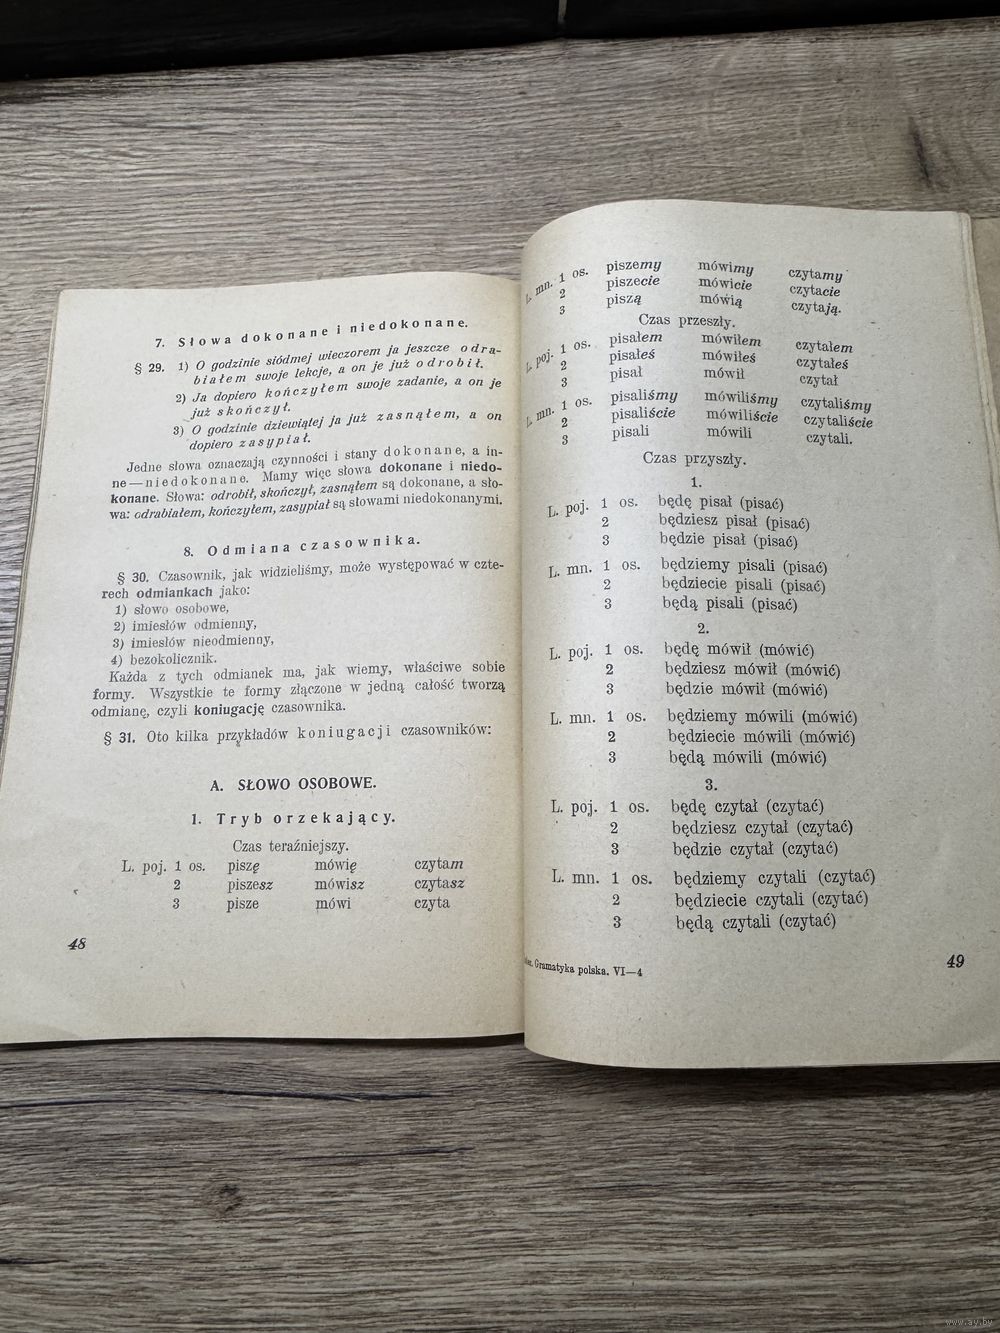 7. Słowa dokonane i niedokonane.
§ 29. 1) O godzinie siódmej wieczorem ja jeszcze odra-
białem swoje lekcje, a on je już odrobił.
2) Ja dopiero kończyłem swoje zadanie, a on je
już skończył.
3) O godzinie dziewiątej ja już zasnąłem, a on
dopiero zasypiał.
Jedne słowa oznaczają czynności i stany dokonane, a in-
ne — niedokonane. Mamy więc słowa dokonane i niedo-
konane. Słowa: odrobił, skończył, zasnąłem są dokonane, a sło-
wa: odrabiałem, kończyłem, zasypiał są słowami niedokonanymi.
8. Odmiana czasownika.
§ 30. Czasownik, jak widzieliśmy, może występować w czte-
rech odmiankach jako:
1) słowo osobowe,
2) imiesłów odmienny,
3) imiesłów nieodmienny,
4) bezokolicznik.
Każda z tych odmianek ma, jak wiemy, właściwe sobie
formy. Wszystkie te formy złączone w jedną całość tworzą
odmianę, czyli koniugację czasownika.
§ 31. Oto kilka przykładów koniugacji czasowników:
A. SŁOWO OSOBOWE.
1. Tryb orzekający.
Czas teraźniejszy.
L. poj. 1 os. piszę mówię czytam
2 piszesz mówisz czytasz
3 pisze mówi czyta
48
L. mn. 1 os. piszemy mówimy czytamy
2 piszecie mówicie czytacie
3 piszą mówią czytają.
Czas przeszły.
L. poj. 1 os. pisałem mówiłem czytałem
2 pisałeś mówiłeś czytałeś
3 pisał mówił czytał
L. mn. 1 os. pisaliśmy mówiliśmy czytaliśmy
2 pisaliście mówiliście czytaliście
3 pisali mówili czytali.
Czas przyszły.
1.
L. poj. 1 os. będę pisał (pisać)
2 będziesz pisał (pisać)
3 będzie pisał (pisać)
L. mn. 1 os. będziemy pisali (pisać)
2 będziecie pisali (pisać)
3 będą pisali (pisać)
2.
L. poj. 1 os. będę mówił (mówić)
2 będziesz mówił (mówić)
3 będzie mówił (mówić)
L. mn. 1 os. będziemy mówili (mówić)
2 będziecie mówili (mówić)
3 będą mówili (mówić)
3.
L. poj. 1 os. będę czytał (czytać)
2 będziesz czytał (czytać)
3 będzie czytał (czytać)
L. mn. 1 os. będziemy czytali (czytać)
2 będziecie czytali (czytać)
3 będą czytali (czytać)
Gramatyka polska. VI—4
49
www.ay.by